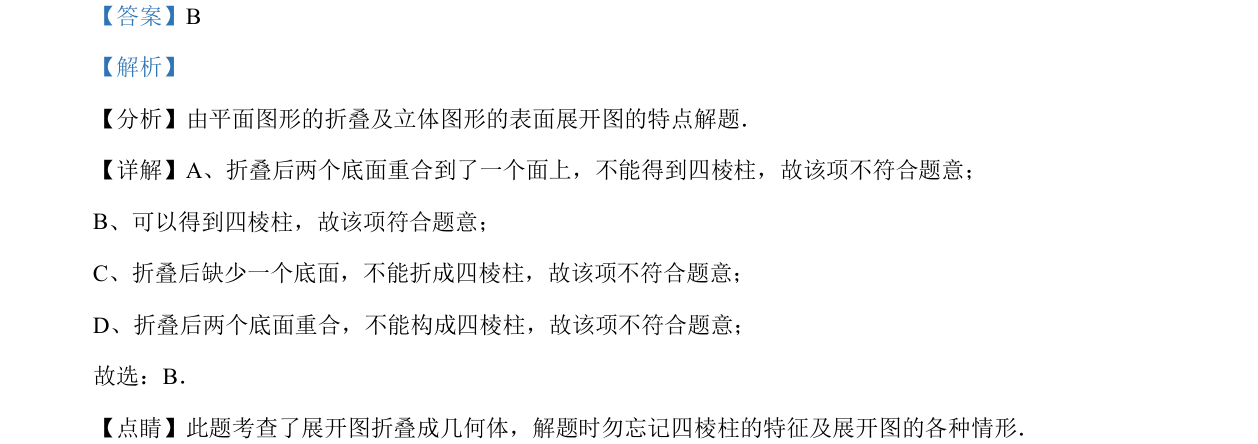 【答案】B
【解析】
【分析】由平面图形的折叠及立体图形的表面展开图的特点解题．
【详解】A、折叠后两个底面重合到了一个面上，不能得到四棱柱，故该项不符合题意；
B、可以得到四棱柱，故该项符合题意；
C、折叠后缺少一个底面，不能折成四棱柱，故该项不符合题意；
D、折叠后两个底面重合，不能构成四棱柱，故该项不符合题意；
故选：B．
【点睛】此题考查了展开图折叠成几何体，解题时勿忘记四棱柱的特征及展开图的各种情形．